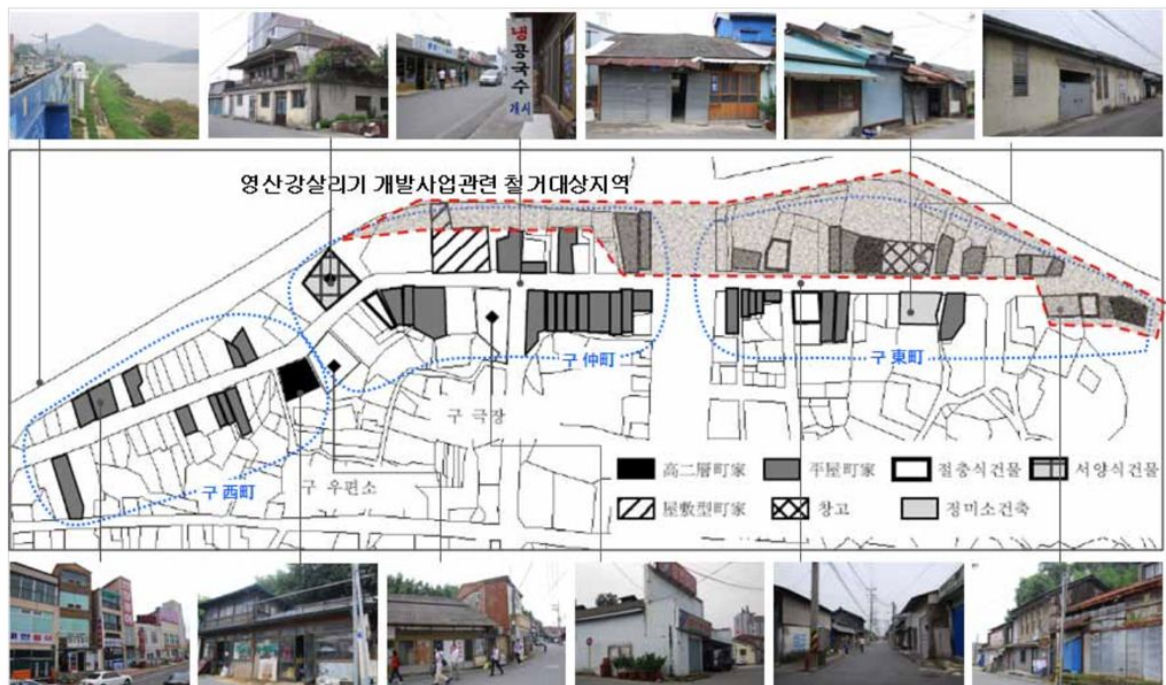 냉콩국수
개시
영산강살리기 개발사업관련 철거대상지역
구 仲町
구 東町
구 극장
구 西町
구 우편소
高二層町家
平屋町家
절충식건물
서양식건물
屋敷型町家
창고
정미소건축